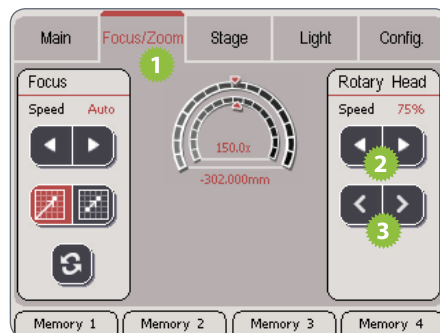 Main Focus/Zoom Stage Light Config.
1
Focus
Speed Auto
150.0x
-302.000mm
Rotary Head
Speed 75%
2
3
Memory 1 Memory 2 Memory 3 Memory 4